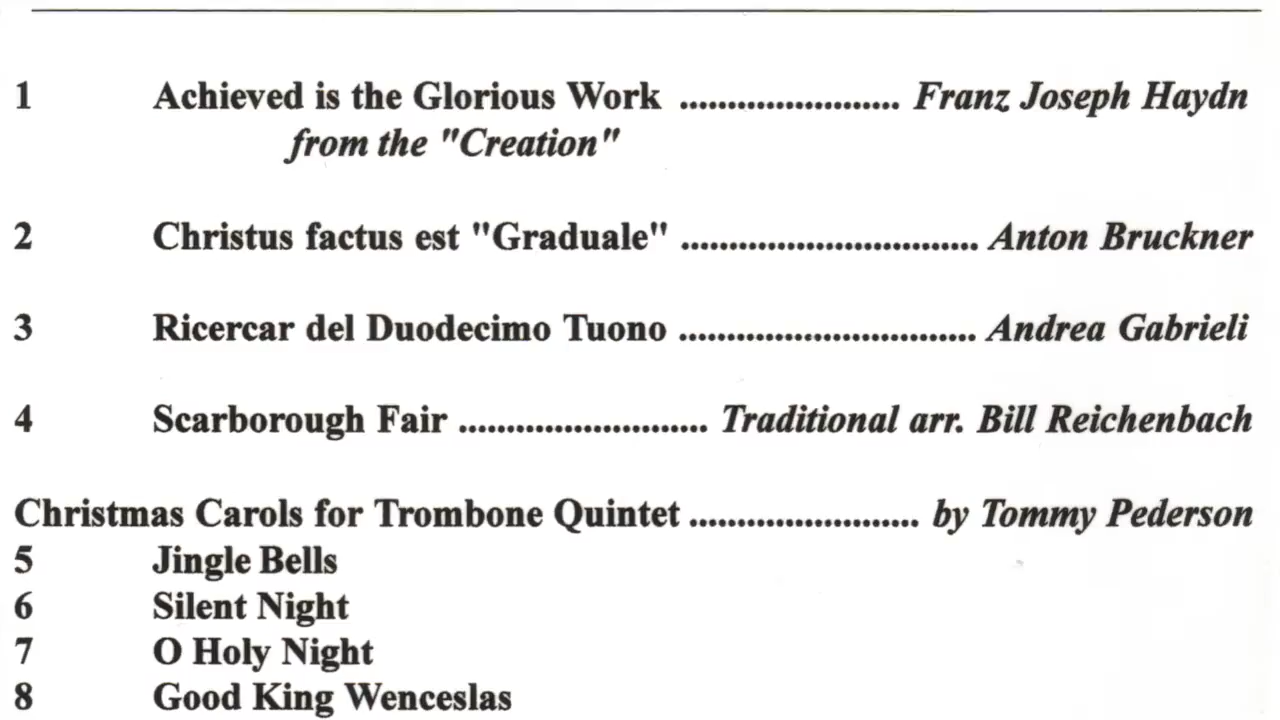 1 Achieved is the Glorious Work ....................... Franz Joseph Haydn
from the "Creation"
2 Christus factus est "Graduale" ............................... Anton Bruckner
3 Ricercar del Duodecimo Tuono ............................... Andrea Gabrieli
4 Scarborough Fair .......................... Traditional arr. Bill Reichenbach
Christmas Carols for Trombone Quintet ........................ by Tommy Pederson
5 Jingle Bells
6 Silent Night
7 O Holy Night
8 Good King Wenceslas